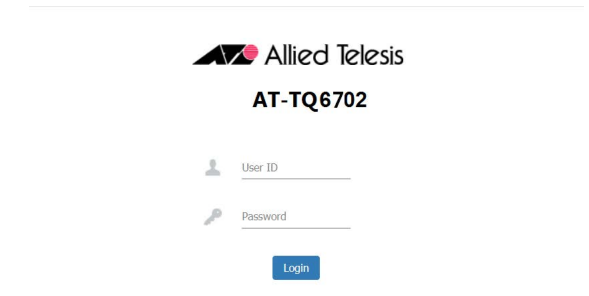 Allied Telesis
AT-TQ6702
User ID
Password
Login